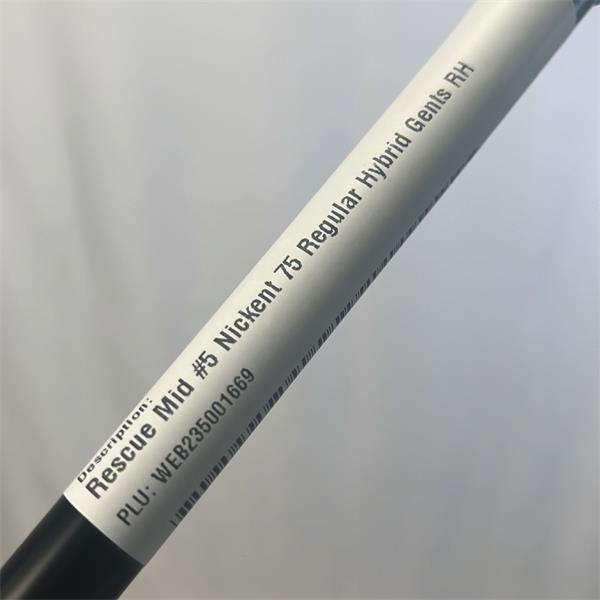 Description:
Rescue Mid #5 Nickent 75 Regular Hybrid Gents RH
PLU: WEB235001669